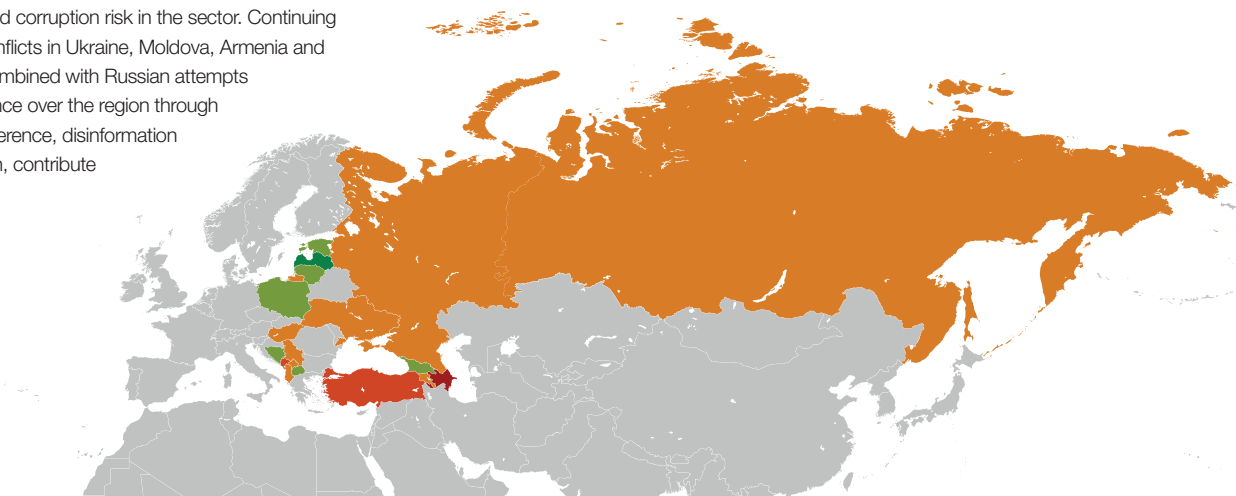 d corruption risk in the sector. Continuing
nflicts in Ukraine, Moldova, Armenia and
mbined with Russian attempts
nce over the region through
erence, disinformation
n, contribute